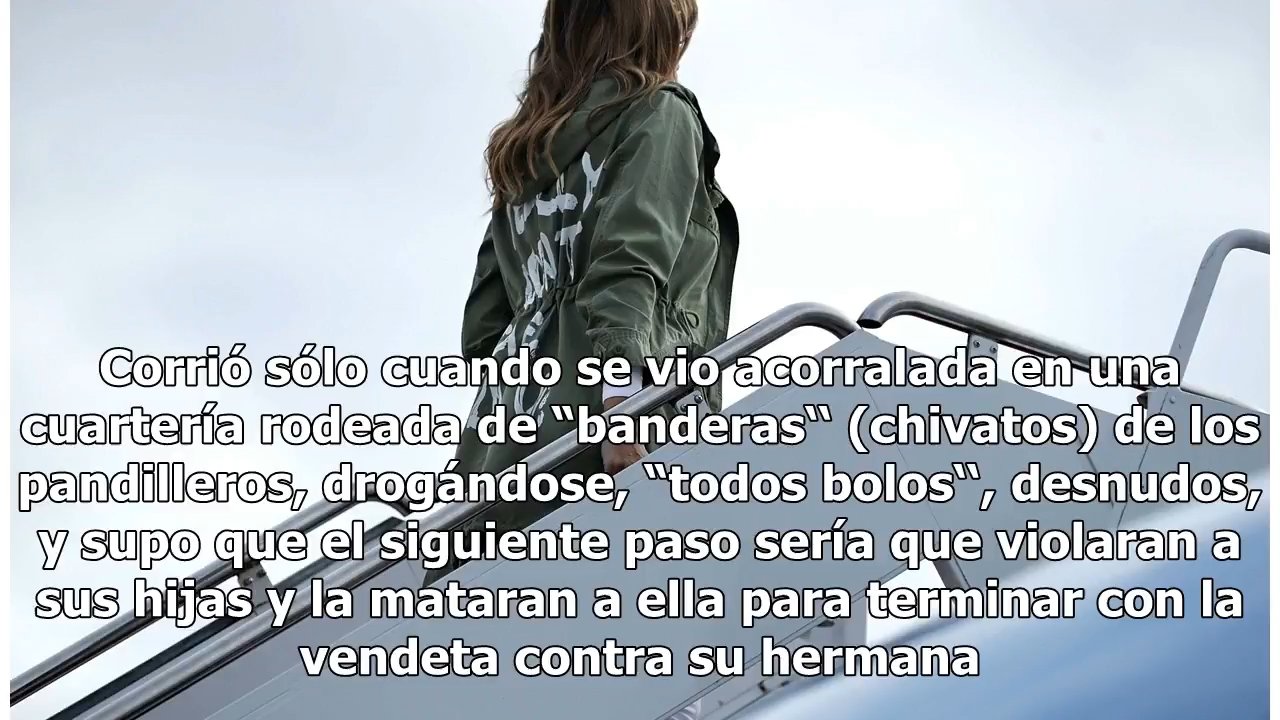 Corrió sólo cuando se vio acorralada en una
cuartería rodeada de “banderas“ (chivatos) de los
pandilleros, drogándose, “todos bolos“, desnudos,
y supo que el siguiente paso sería que violaran a
sus hijas y la mataran a ella para terminar con la
vendeta contra su hermana